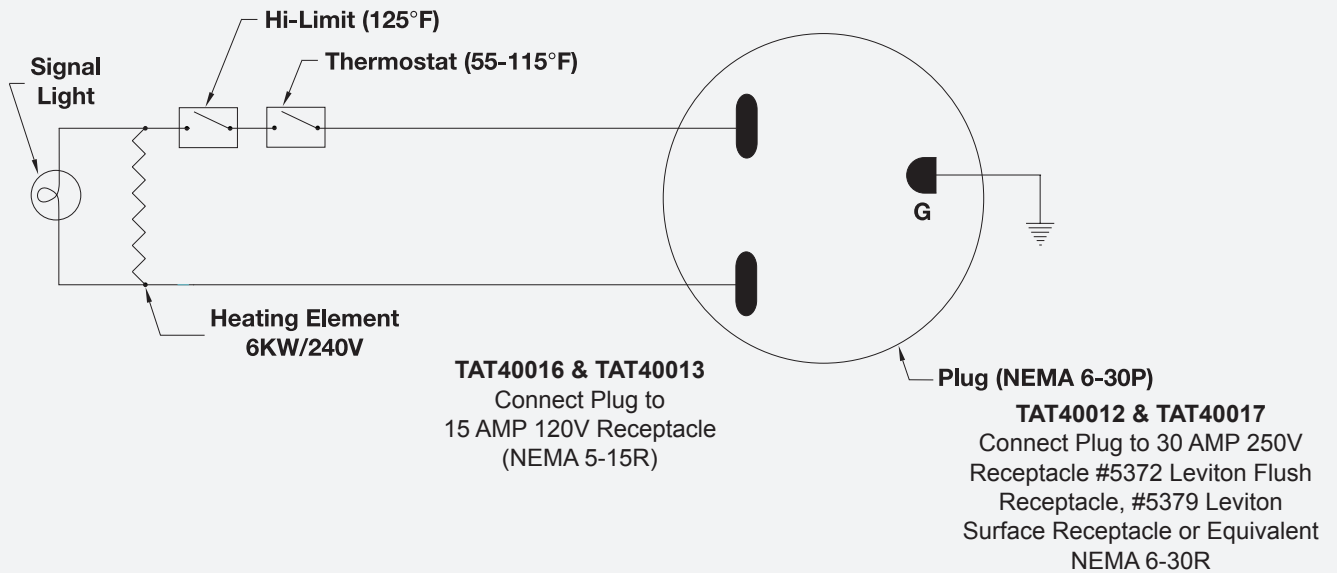 Hi-Limit (125°F)
Thermostat (55-115°F)
Signal
Light
G
Heating Element
6KW/240V
TAT40016 & TAT40013
Connect Plug to
15 AMP 120V Receptacle
(NEMA 5-15R)
Plug (NEMA 6-30P)
TAT40012 & TAT40017
Connect Plug to 30 AMP 250V
Receptacle #5372 Leviton Flush
Receptacle, #5379 Leviton
Surface Receptacle or Equivalent
NEMA 6-30R